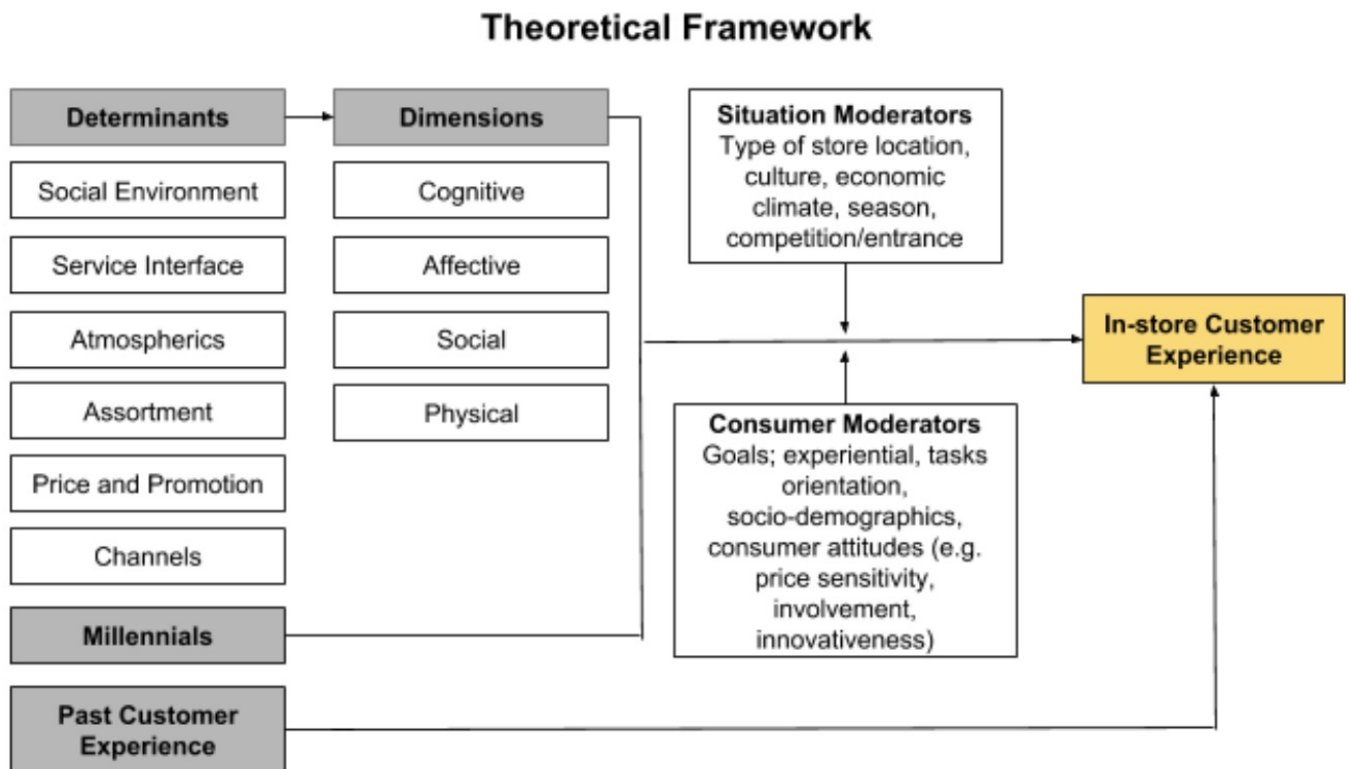 Theoretical Framework
Determinants
Social Environment
Service Interface
Atmospherics
Assortment
Price and Promotion
Channels
Millennials
Past Customer
Experience
Dimensions
Cognitive
Affective
Social
Physical
Situation Moderators
Type of store location,
culture, economic
climate, season,
competition/entrance
Consumer Moderators
Goals; experiential, tasks
orientation,
socio-demographics,
consumer attitudes (e.g.
price sensitivity,
involvement,
innovativeness)
In-store Customer
Experience